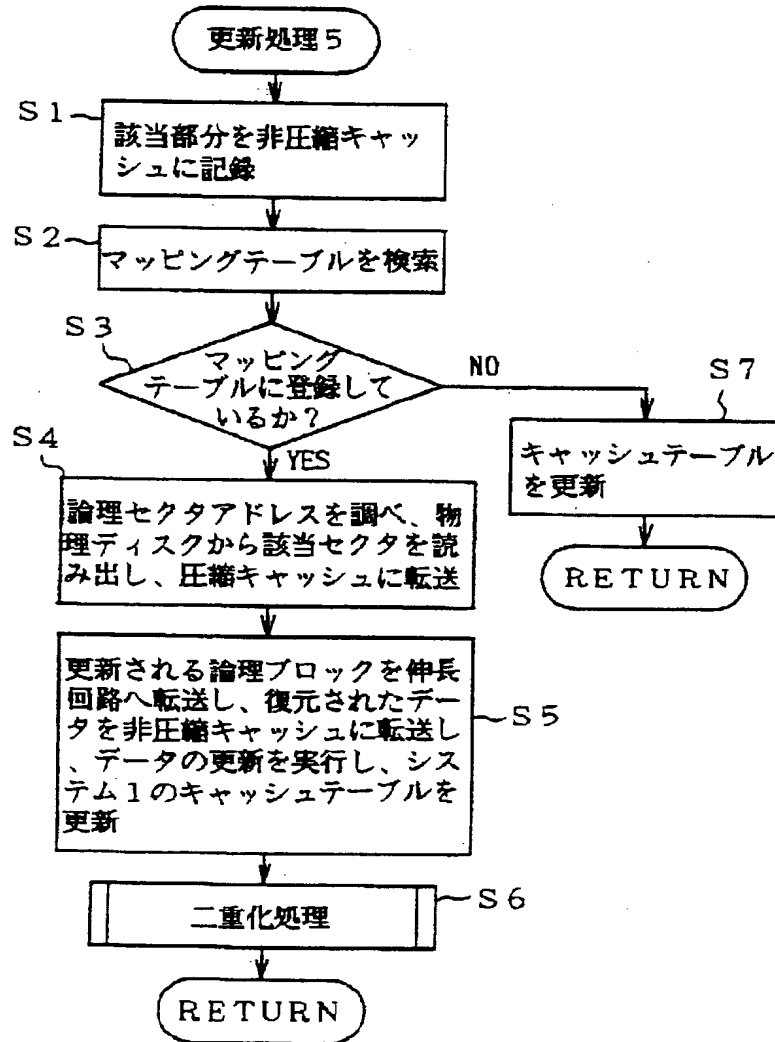 更新処理5
S1
該当部分を非圧縮キャッ
シュに記録
S2
マッピングテーブルを検索
S3
マッピング
テーブルに登録して
いるか?
NO
S7
キャッシュテーブル
を更新
RETURN
S4
YES
論理セクタアドレスを調べ、物
理ディスクから該当セクタを読
み出し、圧縮キャッシュに転送
更新される論理ブロックを伸長
回路へ転送し、復元されたデー
タを非圧縮キャッシュに転送し
、データの更新を実行し、シス
テム1のキャッシュテーブルを
更新
S5
二重化処理
S6
RETURN